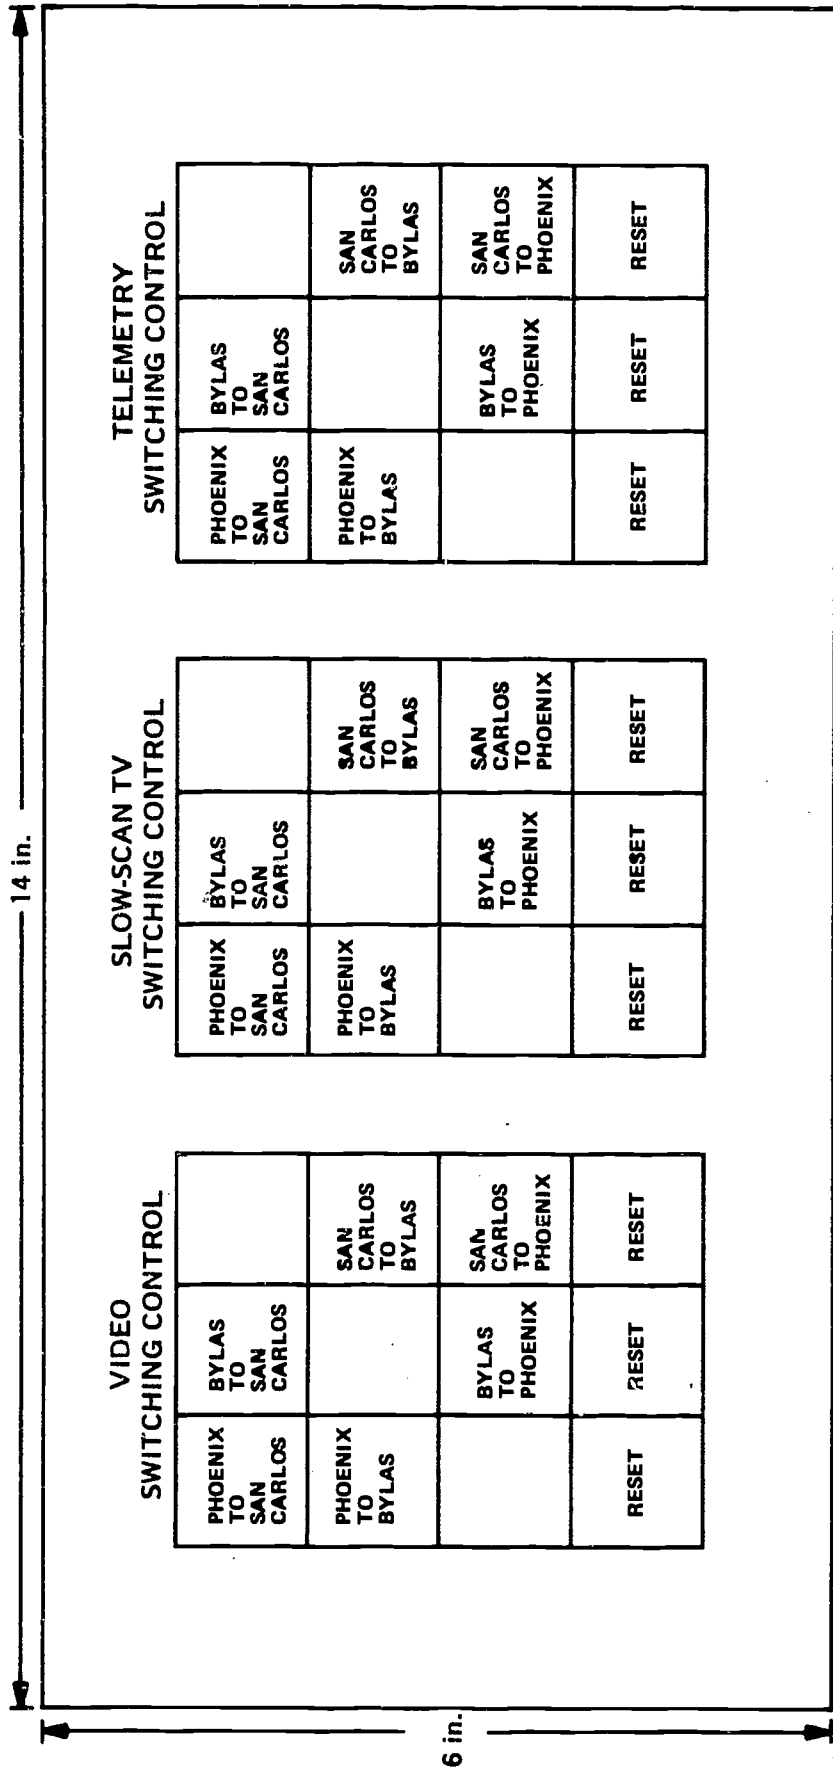 14 in.
6 in.
VIDEO
SWITCHING CONTROL
PHOENIX
TO
SAN
CARLOS
BYLAS
TO
SAN
CARLOS
PHOENIX
TO
BYLAS
SAN
CARLOS
TO
BYLAS
BYLAS
TO
PHOENIX
SAN
CARLOS
TO
PHOENIX
RESET
RESET
RESET
SLOW-SCAN TV
SWITCHING CONTROL
PHOENIX
TO
SAN
CARLOS
BYLAS
TO
SAN
CARLOS
PHOENIX
TO
BYLAS
SAN
CARLOS
TO
BYLAS
BYLAS
TO
PHOENIX
SAN
CARLOS
TO
PHOENIX
RESET
RESET
RESET
TELEMETRY
SWITCHING CONTROL
PHOENIX
TO
SAN
CARLOS
BYLAS
TO
SAN
CARLOS
PHOENIX
TO
BYLAS
SAN
CARLOS
TO
BYLAS
BYLAS
TO
PHOENIX
SAN
CARLOS
TO
PHOENIX
RESET
RESET
RESET